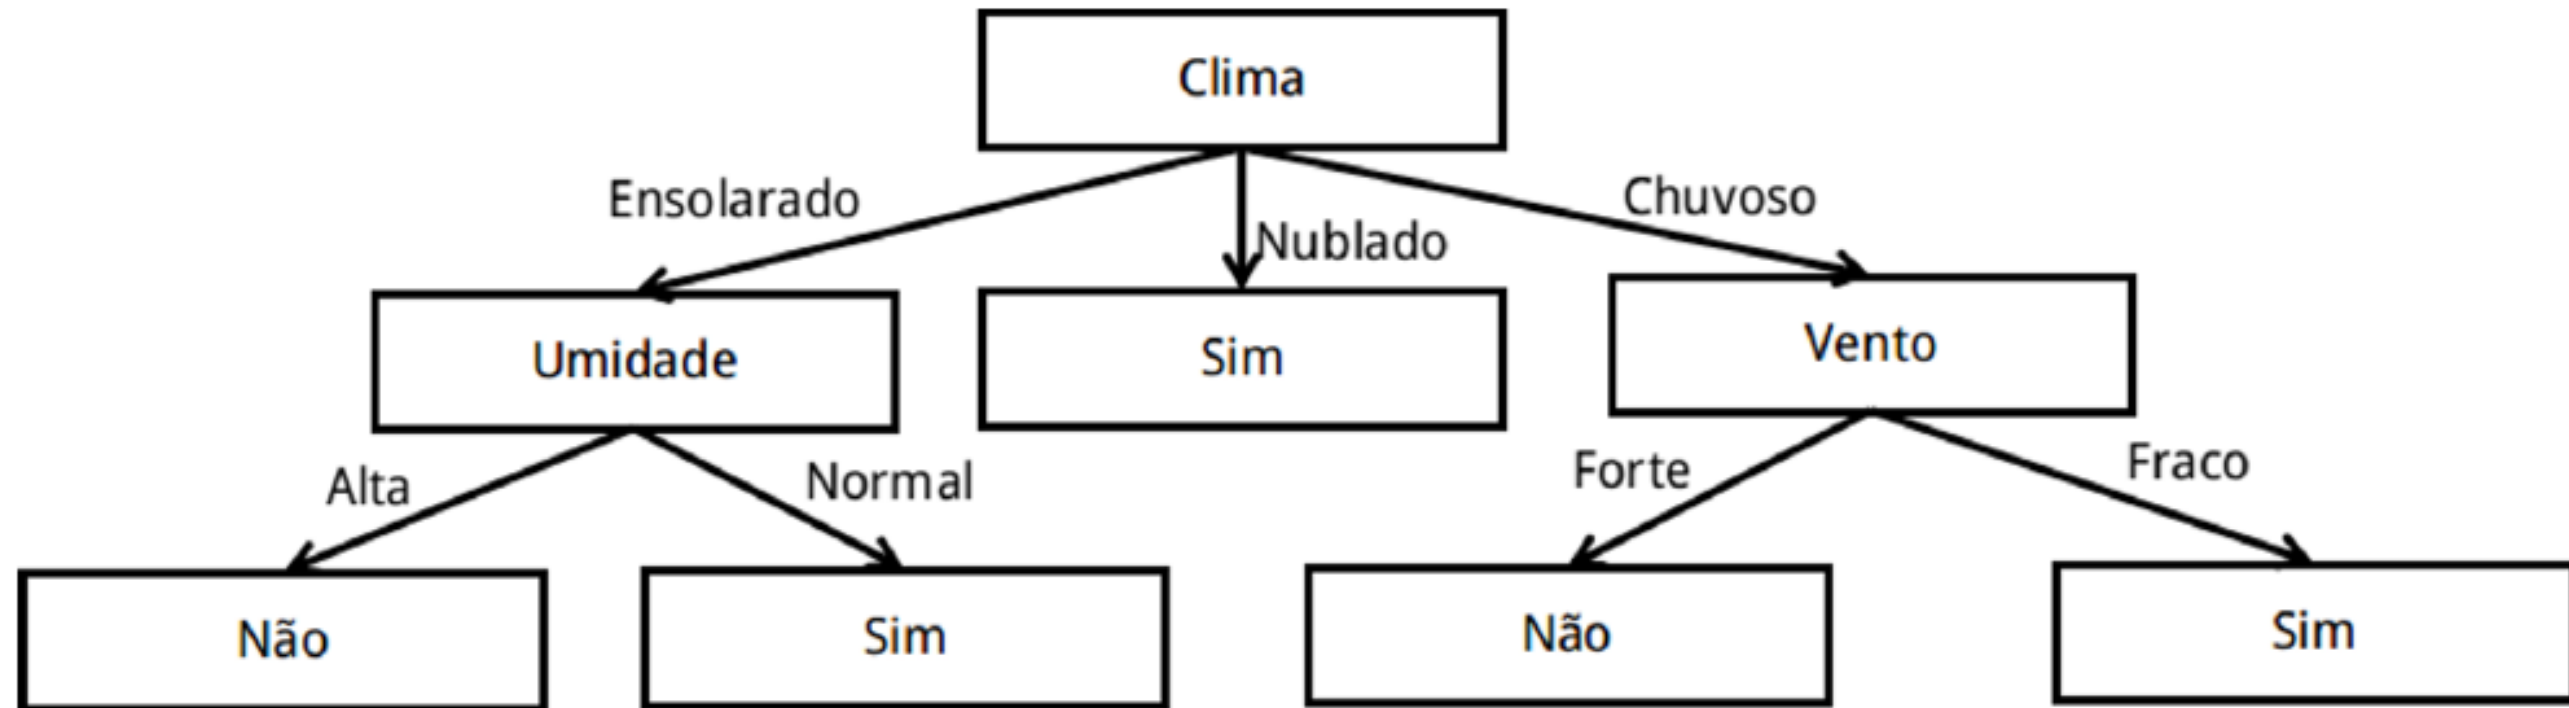 Clima
Ensolarado
Nublado
Chuvoso
Umidade
Sim
Vento
Alta
Normal
Forte
Fraco
Não
Sim
Não
Sim